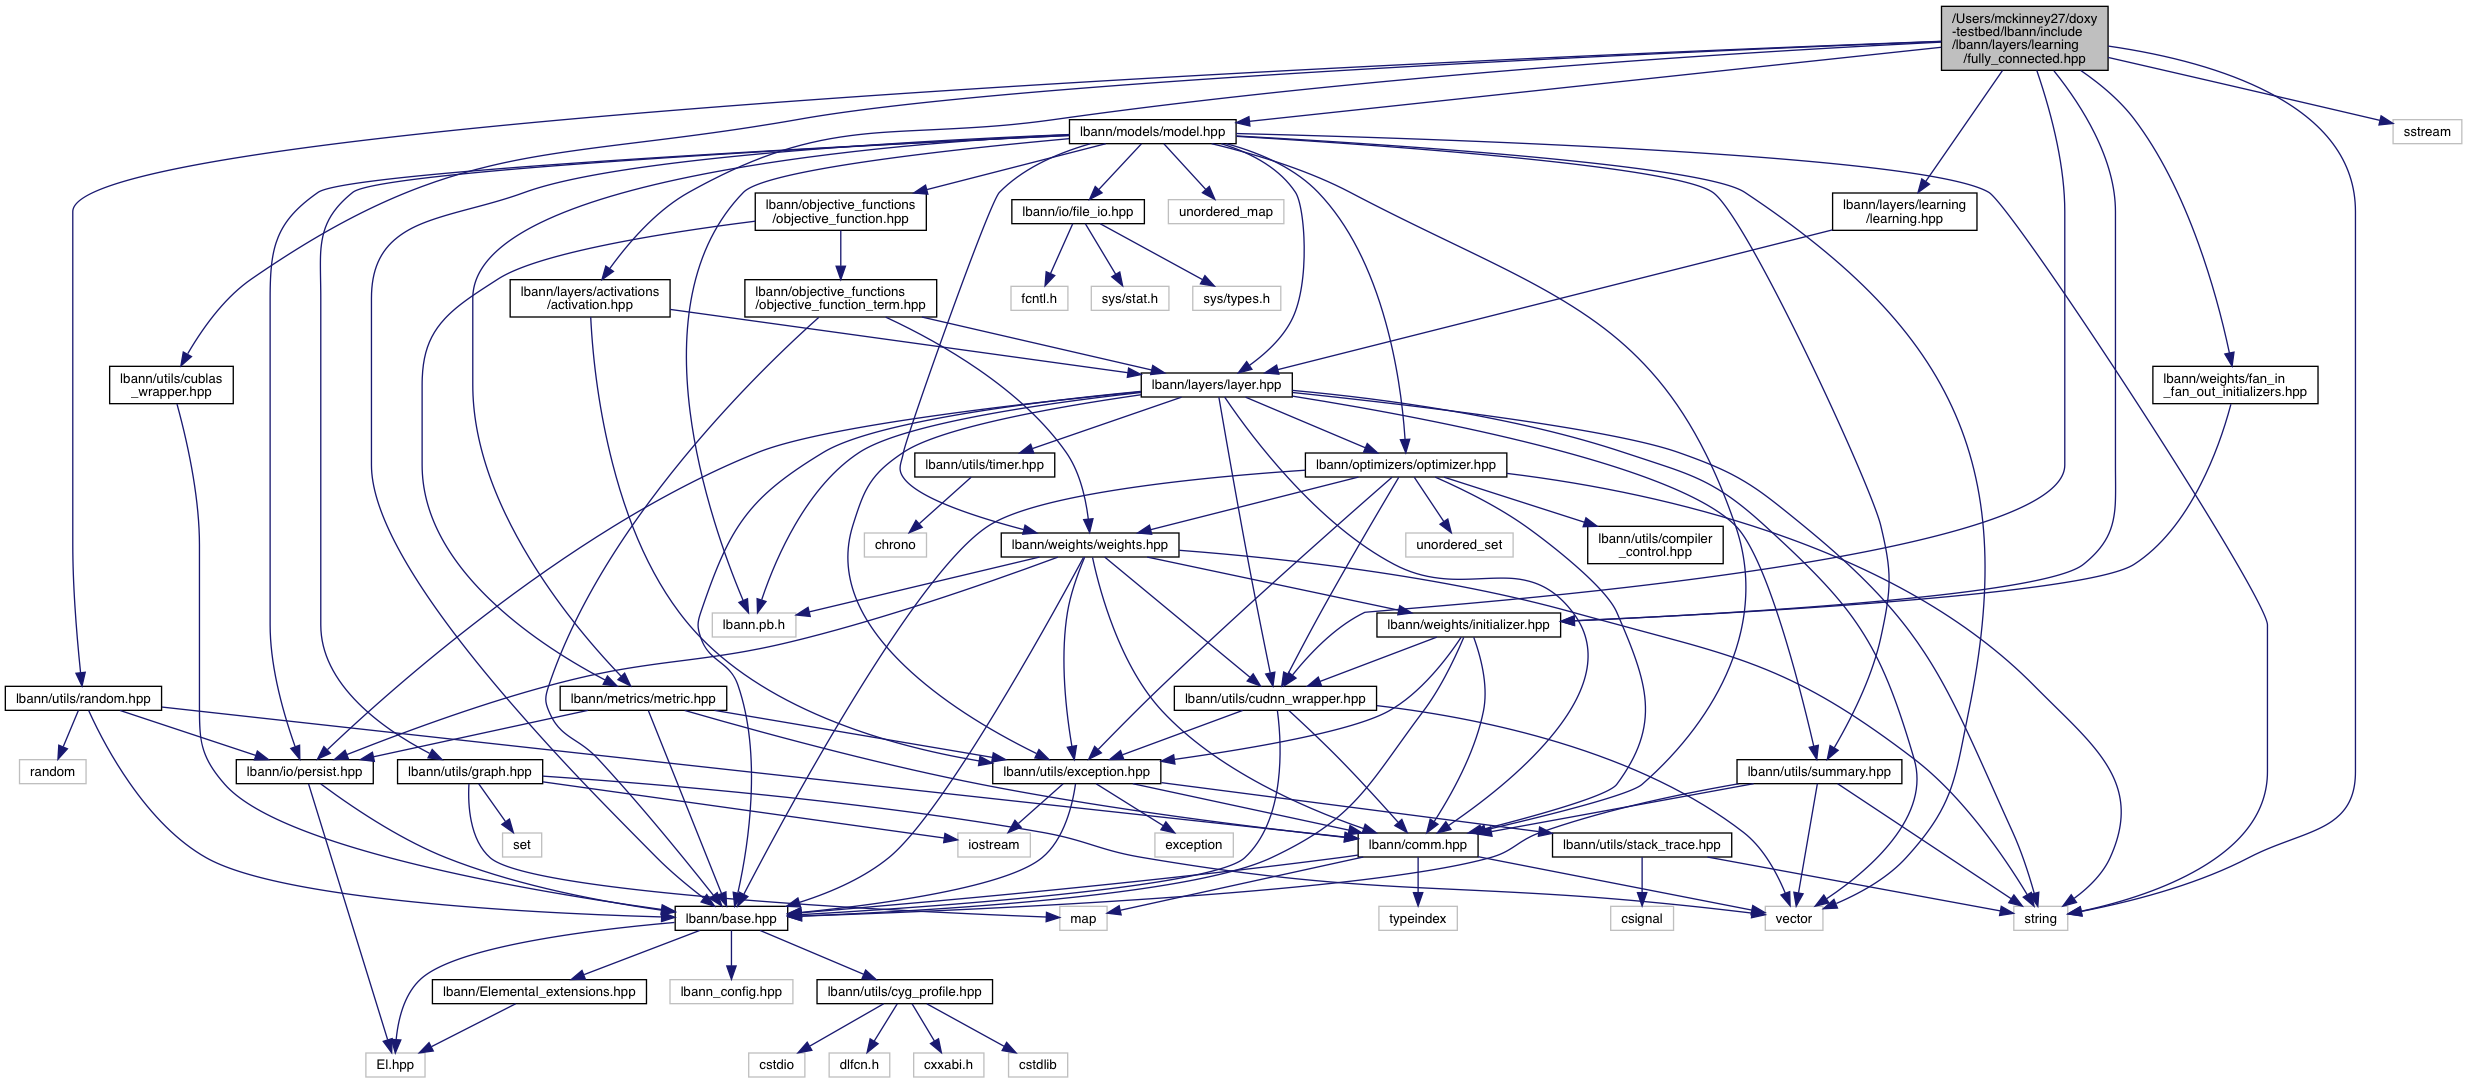 /Users/mckinney27/doxy
-testbed/lbann/include
/lbann/layers/learning
/fully_connected.hpp
lbann/models/model.hpp
sstream
lbann/objective_functions
/objective_function.hpp
lbann/io/file_io.hpp
unordered_map
lbann/layers/learning
/learning.hpp
lbann/layers/activations
/activation.hpp
lbann/objective_functions
/objective_function_term.hpp
fcntl.h
sys/stat.h
sys/types.h
lbann/utils/cublas
_wrapper.hpp
lbann/layers/layer.hpp
lbann/weights/fan_in
_fan_out_initializers.hpp
lbann/utils/timer.hpp
lbann/optimizers/optimizer.hpp
chrono
lbann/weights/weights.hpp
unordered_set
lbann/utils/compiler
_control.hpp
lbann.pb.h
lbann/weights/initializer.hpp
lbann/utils/random.hpp
lbann/metrics/metric.hpp
lbann/utils/cudnn_wrapper.hpp
random
lbann/io/persist.hpp
lbann/utils/graph.hpp
lbann/utils/exception.hpp
lbann/utils/summary.hpp
set
iostream
exception
lbann/comm.hpp
lbann/utils/stack_trace.hpp
lbann/base.hpp
map
typeindex
csignal
vector
string
lbann/Elemental_extensions.hpp
lbann_config.hpp
lbann/utils/cyg_profile.hpp
El.hpp
cstdio
dlfcn.h
cxxabi.h
cstdlib